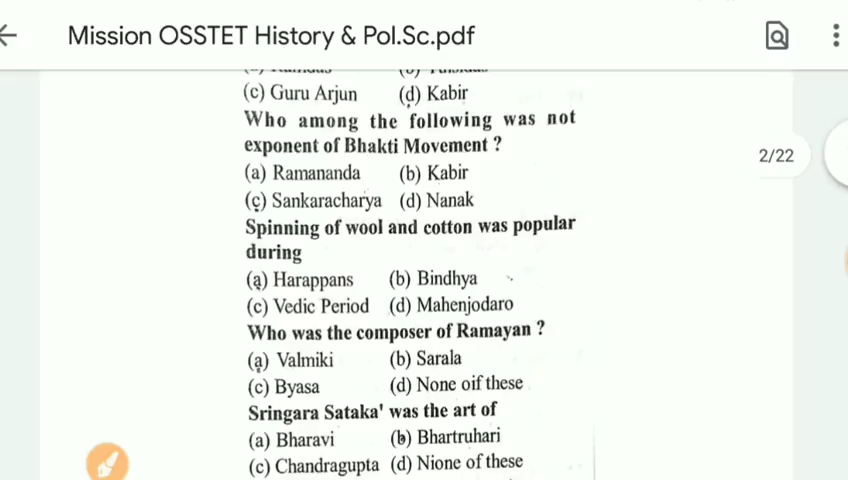 Mission OSSTET History & Pol.Sc.pdf
(c) Guru Arjun (d) Kabir
Who among the following was not
exponent of Bhakti Movement ?
(a) Ramananda (b) Kabir
(c) Sankaracharya (d) Nanak
Spinning of wool and cotton was popular
during
(a) Harappans (b) Bindhya
(c) Vedic Period (d) Mahenjodaro
Who was the composer of Ramayan ?
(a) Valmiki (b) Sarala
(c) Byasa (d) None oif these
Sringara Sataka' was the art of
(a) Bharavi (b) Bhartruhari
(c) Chandragupta (d) Nione of these
2/22